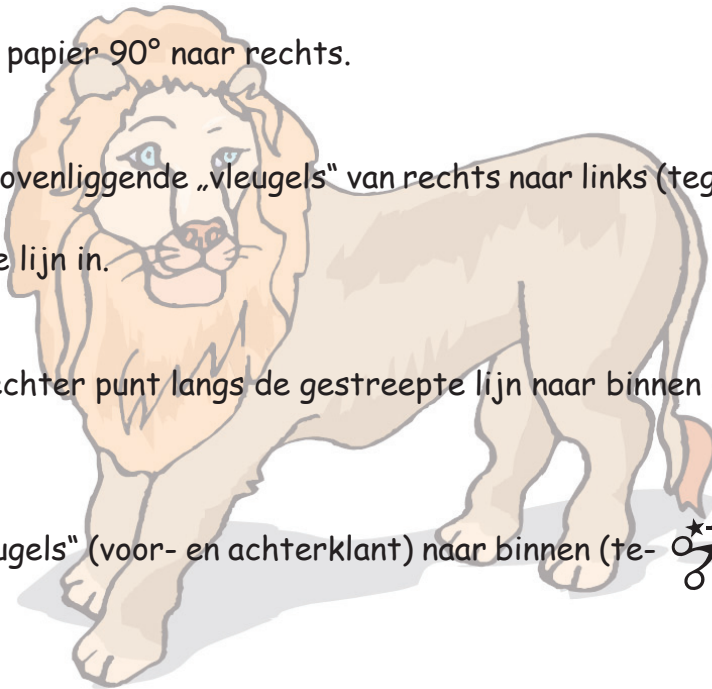 papier 90° naar rechts.
ovenliggende „vleugels“ van rechts naar links (teg
e lijn in.
echter punt langs de gestreepte lijn naar binnen
ugels“ (voor- en achterklant) naar binnen (te-